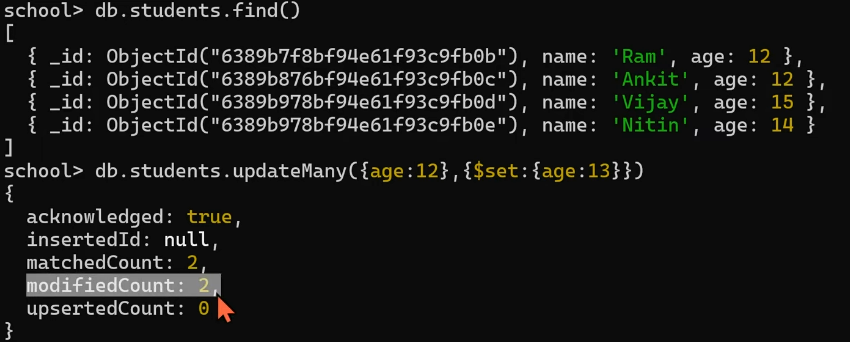 school> db.students.find()
[
  { _id: ObjectId("6389b7f8bf94e61f93c9fb0b"), name: 'Ram', age: 12 },
  { _id: ObjectId("6389b876bf94e61f93c9fb0c"), name: 'Ankit', age: 12 },
  { _id: ObjectId("6389b978bf94e61f93c9fb0d"), name: 'Vijay', age: 15 },
  { _id: ObjectId("6389b978bf94e61f93c9fb0e"), name: 'Nitin', age: 14 }
]
school> db.students.updateMany({age:12},{$set:{age:13}})
{
  acknowledged: true,
  insertedId: null,
  matchedCount: 2,
  modifiedCount: 2,
  upsertedCount: 0
}